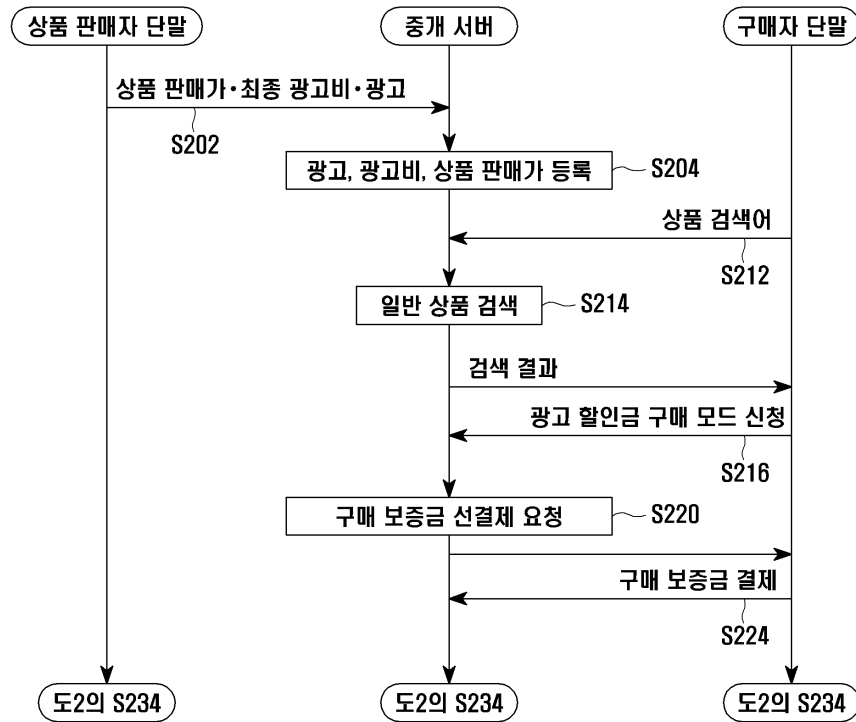 상품 판매자 단말
중개 서버
구매자 단말
상품 판매가·최종 광고비·광고
S202
광고, 광고비, 상품 판매가 등록
S204
상품 검색어
S212
일반 상품 검색
S214
검색 결과
광고 할인금 구매 모드 신청
S216
구매 보증금 선결제 요청
S220
구매 보증금 결제
S224
도2의 S234
도2의 S234
도2의 S234